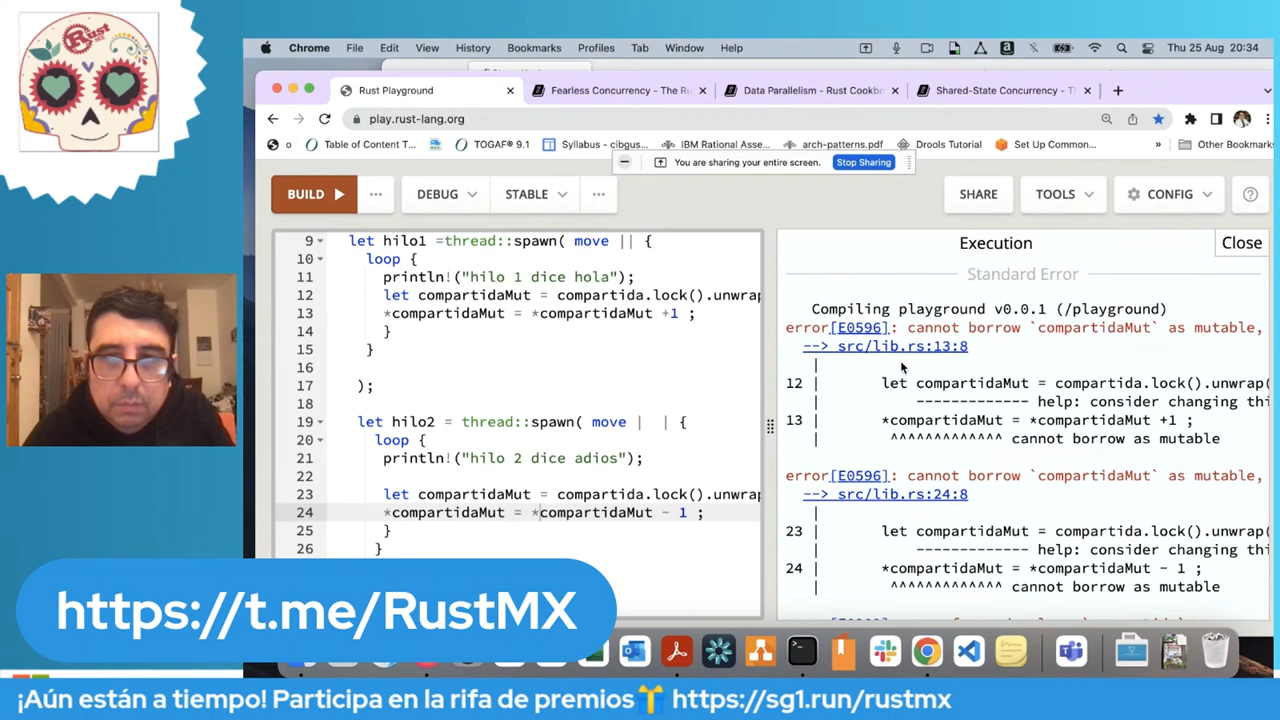 Rust
MX
Chrome File Edit View History Bookmarks Profiles Tab Window Help Thu 25 Aug 20:34
Rust Playground Fearless Concurrency - The Ru Data Parallelism - Rust Cookbo Shared-State Concurrency - Th
play.rust-lang.org
o Table of Content T... TOGAF® 9.1 Syllabus - cibgus... IBM Rational Asse... arch-patterns.pdf Drools Tutorial Set Up Common... » Other Bookmarks
You are sharing your entire screen. Stop Sharing
BUILD ... DEBUG STABLE ... SHARE TOOLS CONFIG
9 let hilo1 =thread::spawn( move || {
10 loop {
11 println!("hilo 1 dice hola");
12 let compartidaMut = compartida.lock().unwrap
13 *compartidaMut = *compartidaMut +1 ;
14 }
15 }
16
17 );
18
19 let hilo2 = thread::spawn( move | | {
20 loop {
21 println!("hilo 2 dice adios");
22
23 let compartidaMut = compartida.lock().unwrap
24 *compartidaMut = *compartidaMut - 1 ;
25 }
26 }
Execution Close
Standard Error
Compiling playground v0.0.1 (/playground)
error[E0596]: cannot borrow `compartidaMut` as mutable,
--> src/lib.rs:13:8
|
12 | let compartidaMut = compartida.lock().unwrap(
| ------------- help: consider changing thi
13 | *compartidaMut = *compartidaMut +1 ;
| ^^^^^^^^^^^^^ cannot borrow as mutable
error[E0596]: cannot borrow `compartidaMut` as mutable,
--> src/lib.rs:24:8
|
23 | let compartidaMut = compartida.lock().unwrap(
| ------------- help: consider changing thi
24 | *compartidaMut = *compartidaMut - 1 ;
| ^^^^^^^^^^^^^ cannot borrow as mutable
https://t.me/RustMX
¡Aún están a tiempo! Participa en la rifa de premios🎁 https://sg1.run/rustmx